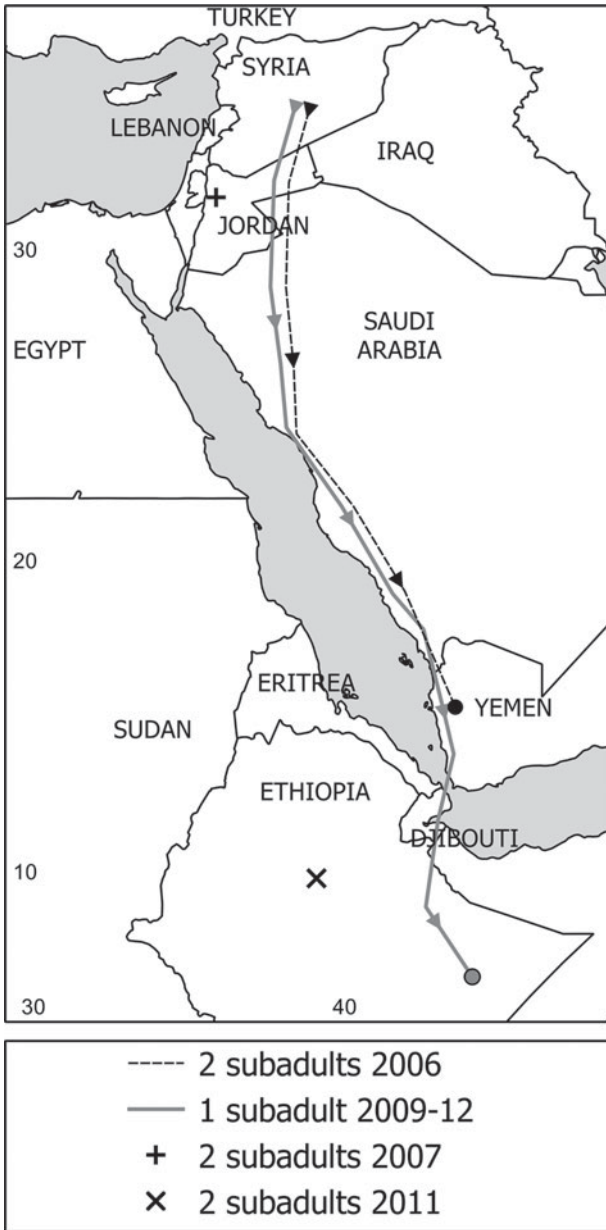 TURKEY
SYRIA
LEBANON
IRAQ
JORDAN
30
SAUDI
ARABIA
EGYPT
20
ERITREA
YEMEN
SUDAN
ETHIOPIA
DJIBOUTI
10
30
40
2 subadults 2006
1 subadult 2009-12
2 subadults 2007
2 subadults 2011